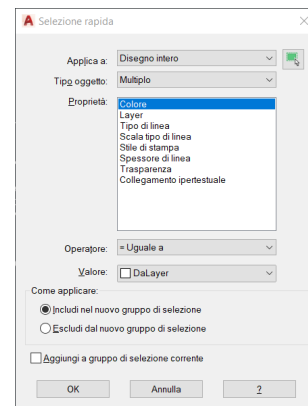 Selezione rapida
Applica a: Disegno intero
Tipo oggetto: Multiplo
Proprietà: Colore
Layer
Tipo di linea
Scala tipo di linea
Stile di stampa
Spessore di linea
Trasparenza
Collegamento ipertestuale
Operatore: = Uguale a
Valore: DaLayer
Come applicare:
Includi nel nuovo gruppo di selezione
Escludi dal nuovo gruppo di selezione
Aggiungi a gruppo di selezione corrente
OK Annulla ?